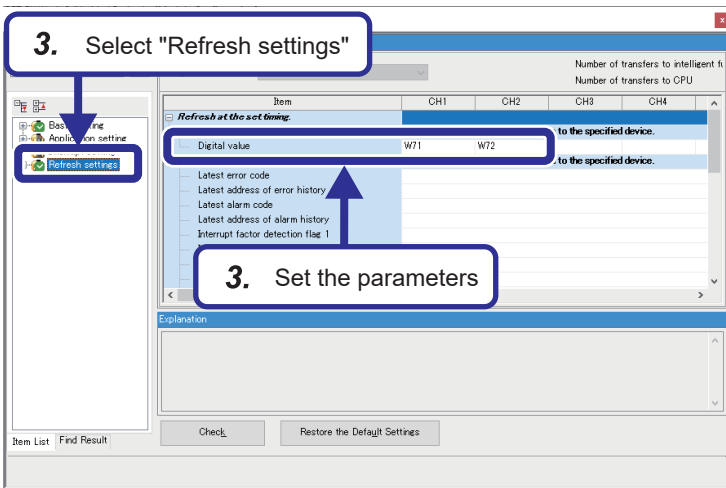 3. Select "Refresh settings"
Number of transfers to intelligent fu
Number of transfers to CPU
Item CH1 CH2 CH3 CH4
Refresh at the set timing.
to the specified device.
Digital value W71 W72
to the specified device.
Latest error code
Latest address of error history
Latest alarm code
Latest address of alarm history
Interrupt factor detection flag 1
Application setting
Refresh settings
3. Set the parameters
Explanation
Check
Restore the Default Settings
Item List
Find Result